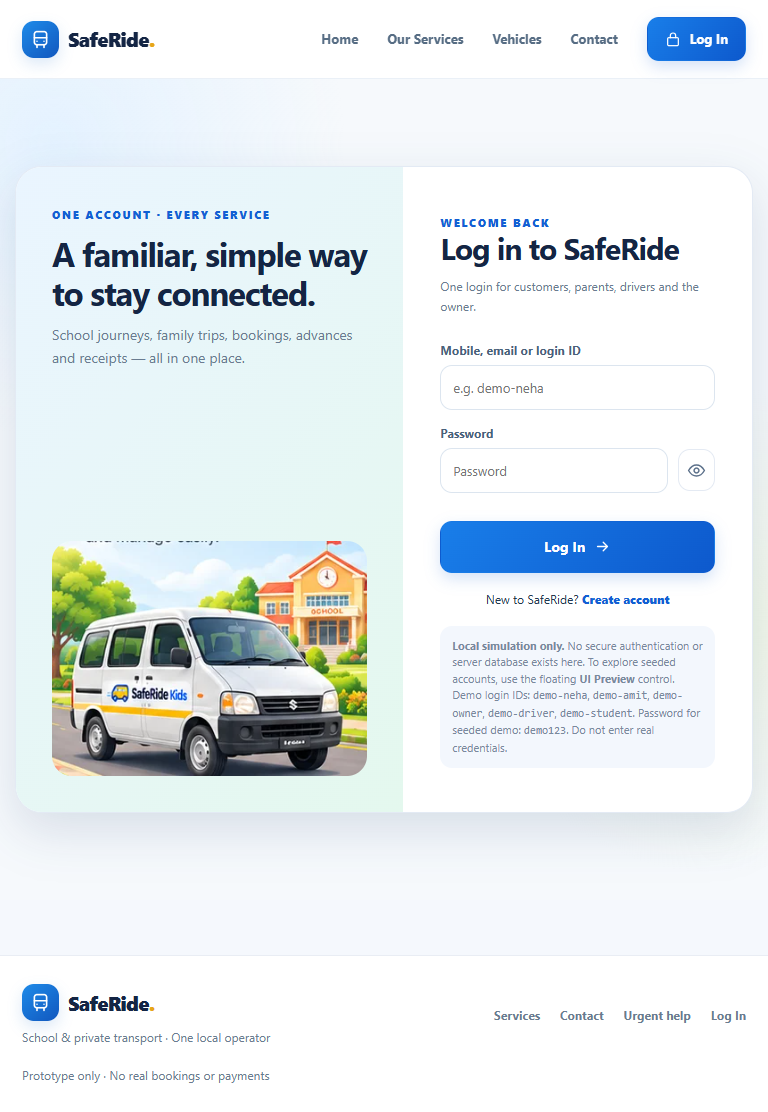 SafeRide.
Home
Our Services
Vehicles
Contact
Log In
ONE ACCOUNT · EVERY SERVICE
A familiar, simple way
to stay connected.
School journeys, family trips, bookings, advances
and receipts — all in one place.
SCHOOL
SafeRide Kids
WELCOME BACK
Log in to SafeRide
One login for customers, parents, drivers and the
owner.
Mobile, email or login ID
e.g. demo-neha
Password
Password
Log In →
New to SafeRide? Create account
Local simulation only. No secure authentication or
server database exists here. To explore seeded
accounts, use the floating UI Preview control.
Demo login IDs: demo-neha, demo-amit, demo-
owner, demo-driver, demo-student. Password for
seeded demo: demo123. Do not enter real
credentials.
SafeRide.
School & private transport · One local operator
Prototype only · No real bookings or payments
Services
Contact
Urgent help
Log In